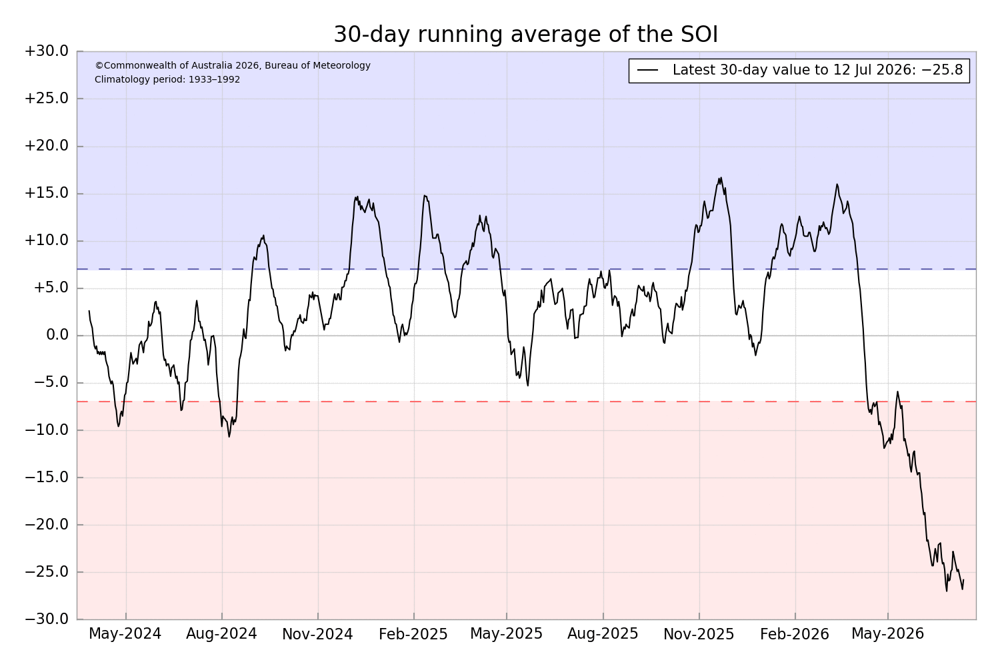 30-day running average of the SOI
+30.0
©Commonwealth of Australia 2026, Bureau of Meteorology
Climatology period: 1933–1992
Latest 30-day value to 12 Jul 2026: −25.8
+25.0
+20.0
+15.0
+10.0
+5.0
0.0
−5.0
−10.0
−15.0
−20.0
−25.0
−30.0
May-2024 Aug-2024 Nov-2024 Feb-2025 May-2025 Aug-2025 Nov-2025 Feb-2026 May-2026